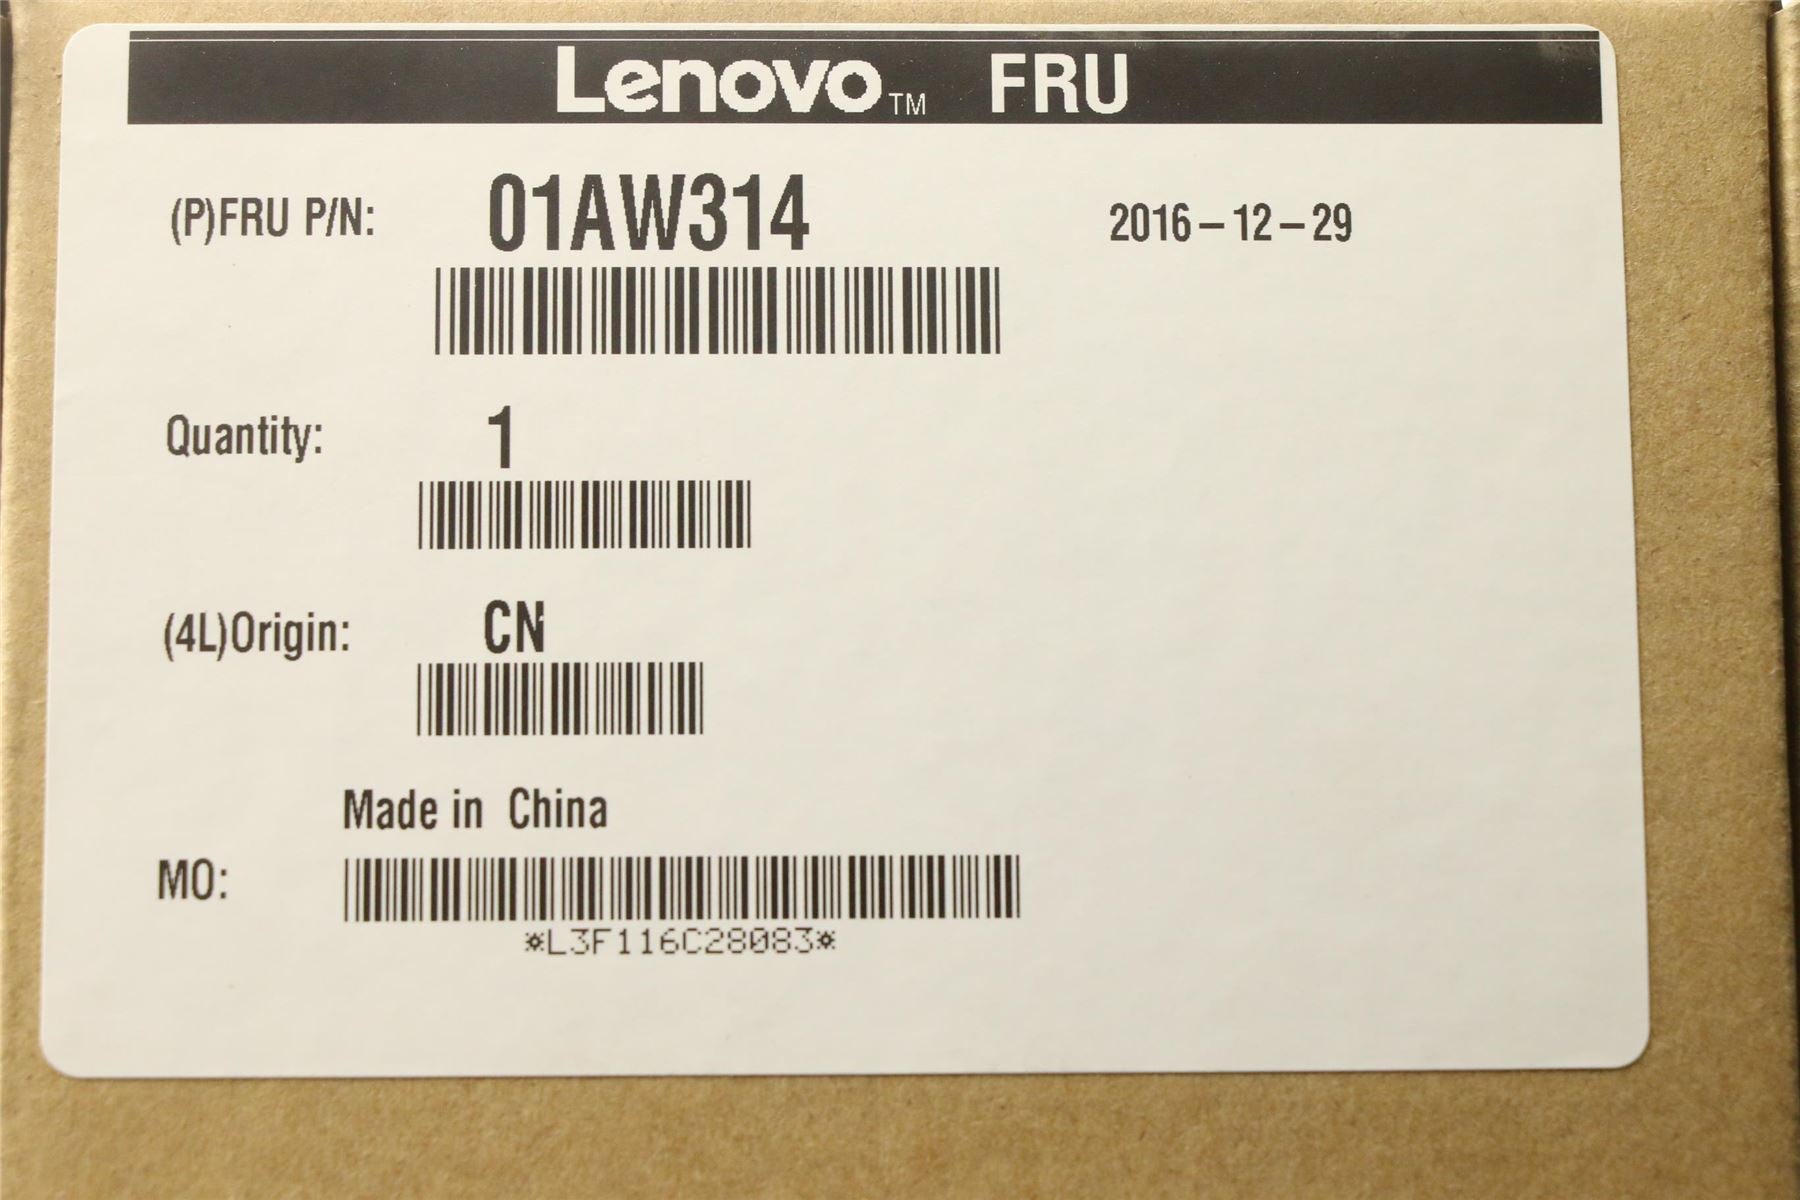 Lenovo™ FRU
(P)FRU P/N: 01AW314 2016-12-29
Quantity: 1
(4L)Origin: CN
Made in China
MO:
*L3F116C28083*